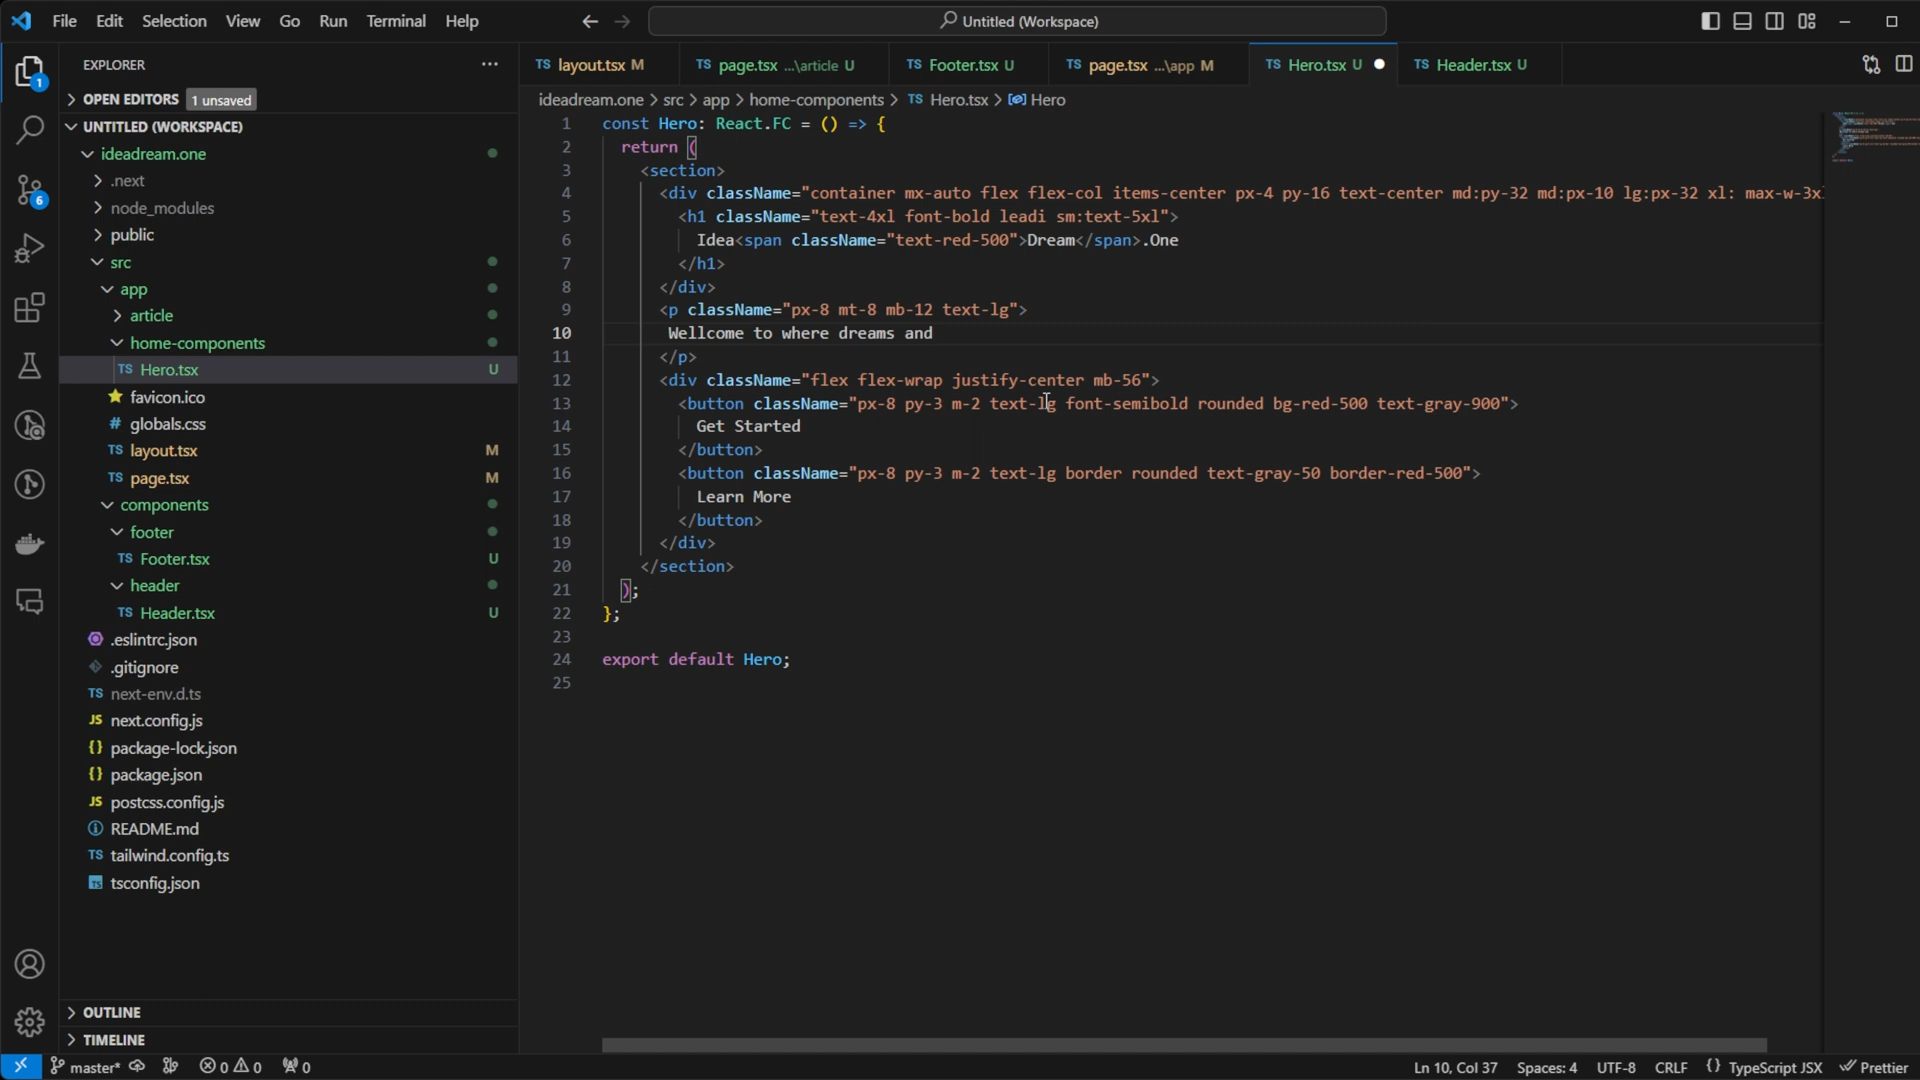 File Edit Selection View Go Run Terminal Help
Untitled (Workspace)
EXPLORER
layout.tsx M
page.tsx ...\article U
Footer.tsx U
page.tsx ...\app M
Hero.tsx U
Header.tsx U
OPEN EDITORS 1 unsaved
ideadream.one > src > app > home-components > TS Hero.tsx > Hero
UNTITLED (WORKSPACE)
ideadream.one
.next
node_modules
public
src
app
article
home-components
TS Hero.tsx U
favicon.ico
# globals.css
TS layout.tsx M
TS page.tsx M
components
footer
TS Footer.tsx U
header
TS Header.tsx U
.eslintrc.json
.gitignore
TS next-env.d.ts
JS next.config.js
{} package-lock.json
{} package.json
JS postcss.config.js
README.md
TS tailwind.config.ts
tsconfig.json
OUTLINE
TIMELINE
1 const Hero: React.FC = () => {
2 return (
3 <section>
4 <div className="container mx-auto flex flex-col items-center px-4 py-16 text-center md:py-32 md:px-10 lg:px-32 xl: max-w-3xl
5 <h1 className="text-4xl font-bold leadi sm:text-5xl">
6 Idea<span className="text-red-500">Dream</span>.One
7 </h1>
8 </div>
9 <p className="px-8 mt-8 mb-12 text-lg">
10 Wellcome to where dreams and
11 </p>
12 <div className="flex flex-wrap justify-center mb-56">
13 <button className="px-8 py-3 m-2 text-lg font-semibold rounded bg-red-500 text-gray-900">
14 Get Started
15 </button>
16 <button className="px-8 py-3 m-2 text-lg border rounded text-gray-50 border-red-500">
17 Learn More
18 </button>
19 </div>
20 </section>
21 );
22 };
23
24 export default Hero;
25
master* 0 0 0 Ln 10, Col 37 Spaces: 4 UTF-8 CRLF {} TypeScript JSX Prettier